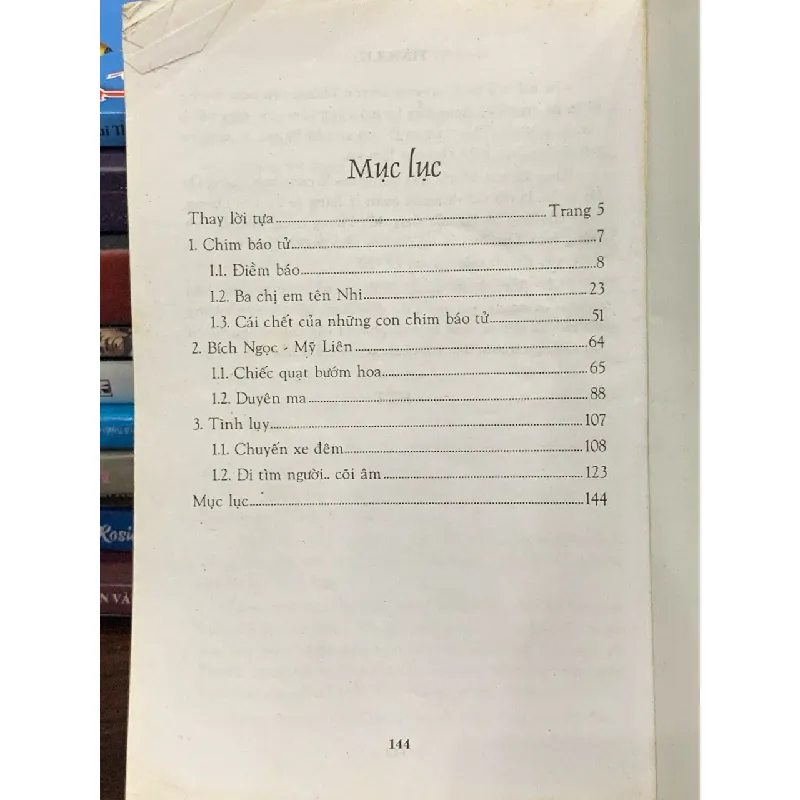 Mục lục
Thay lời tựa Trang 5
1. Chim báo tử 7
1.1. Điềm báo 8
1.2. Ba chị em tên Nhi 23
1.3. Cái chết của những con chim báo tử 51
2. Bích Ngọc - Mỹ Liên 64
1.1. Chiếc quạt bướm hoa 65
1.2. Duyên ma 88
3. Tình lụy 107
1.1. Chuyến xe đêm 108
1.2. Đi tìm người.. cõi âm 123
Mục lục 144
144